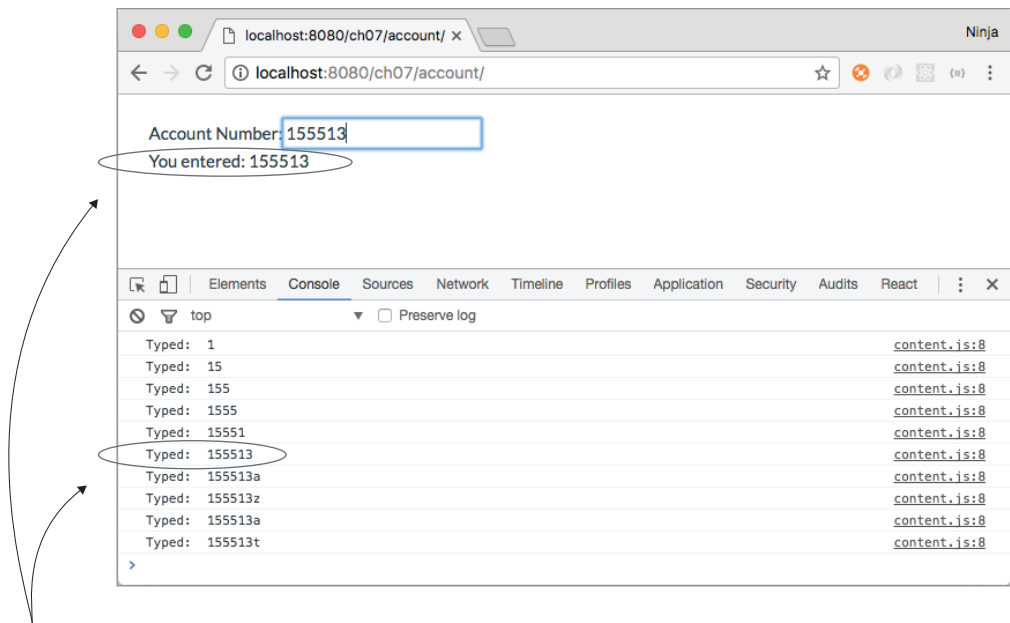 localhost:8080/ch07/account/ ×
Ninja
localhost:8080/ch07/account/
Account Number: 155513
You entered: 155513
Elements Console Sources Network Timeline Profiles Application Security Audits React
top Preserve log
Typed: 1 content.js:8
Typed: 15 content.js:8
Typed: 155 content.js:8
Typed: 1555 content.js:8
Typed: 15551 content.js:8
Typed: 155513 content.js:8
Typed: 155513a content.js:8
Typed: 155513z content.js:8
Typed: 155513a content.js:8
Typed: 155513t content.js:8